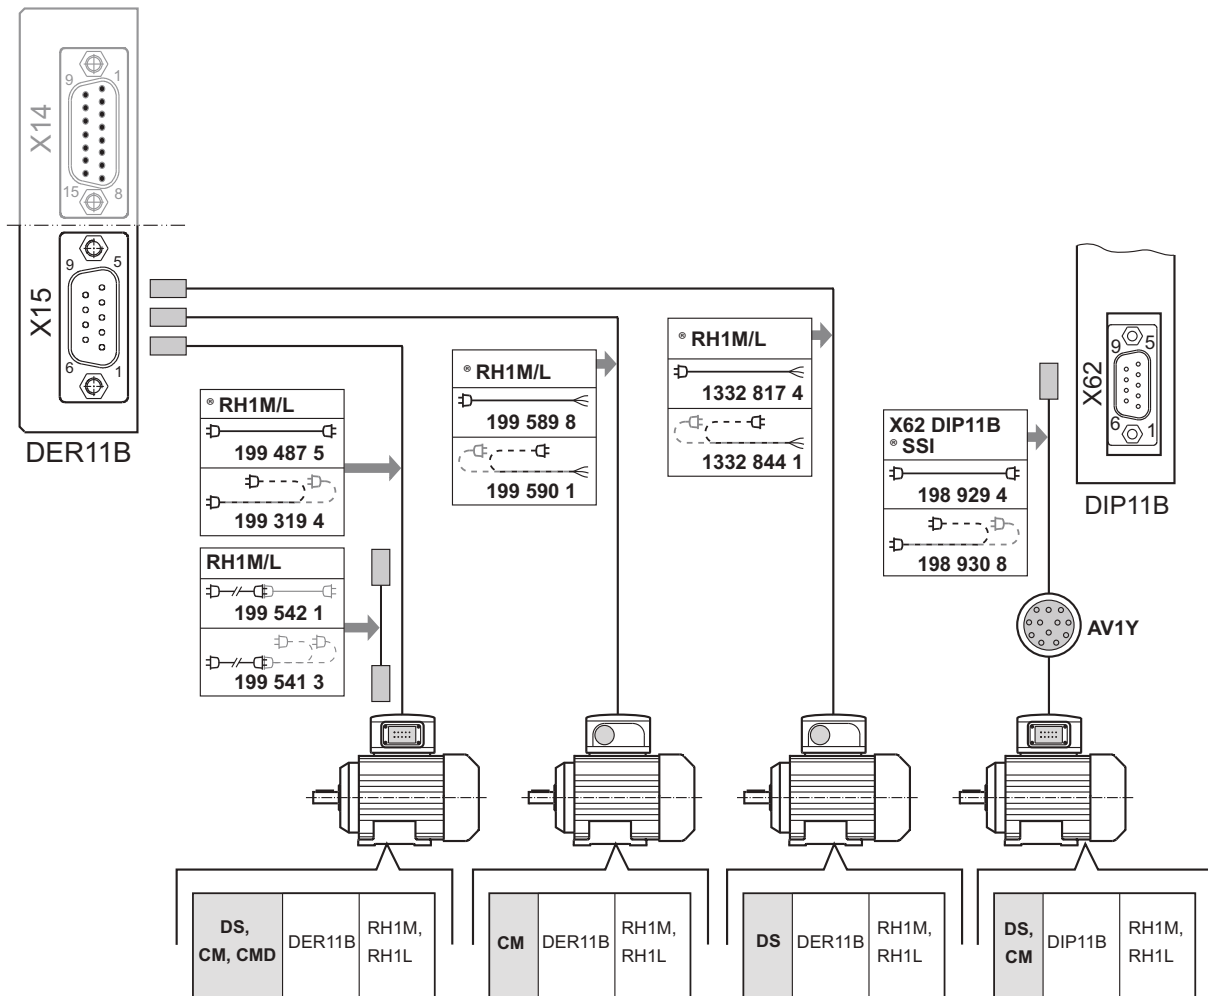 X14
9 1
15 8
X15
9 5
6 1
DER11B
® RH1M/L
199 487 5
199 319 4
RH1M/L
199 542 1
199 541 3
® RH1M/L
199 589 8
199 590 1
® RH1M/L
1332 817 4
1332 844 1
X62 DIP11B
® SSI
198 929 4
198 930 8
X62
9 5
6 1
DIP11B
AV1Y
DS,
CM, CMD
DER11B
RH1M,
RH1L
CM
DER11B
RH1M,
RH1L
DS
DER11B
RH1M,
RH1L
DS,
CM
DIP11B
RH1M,
RH1L